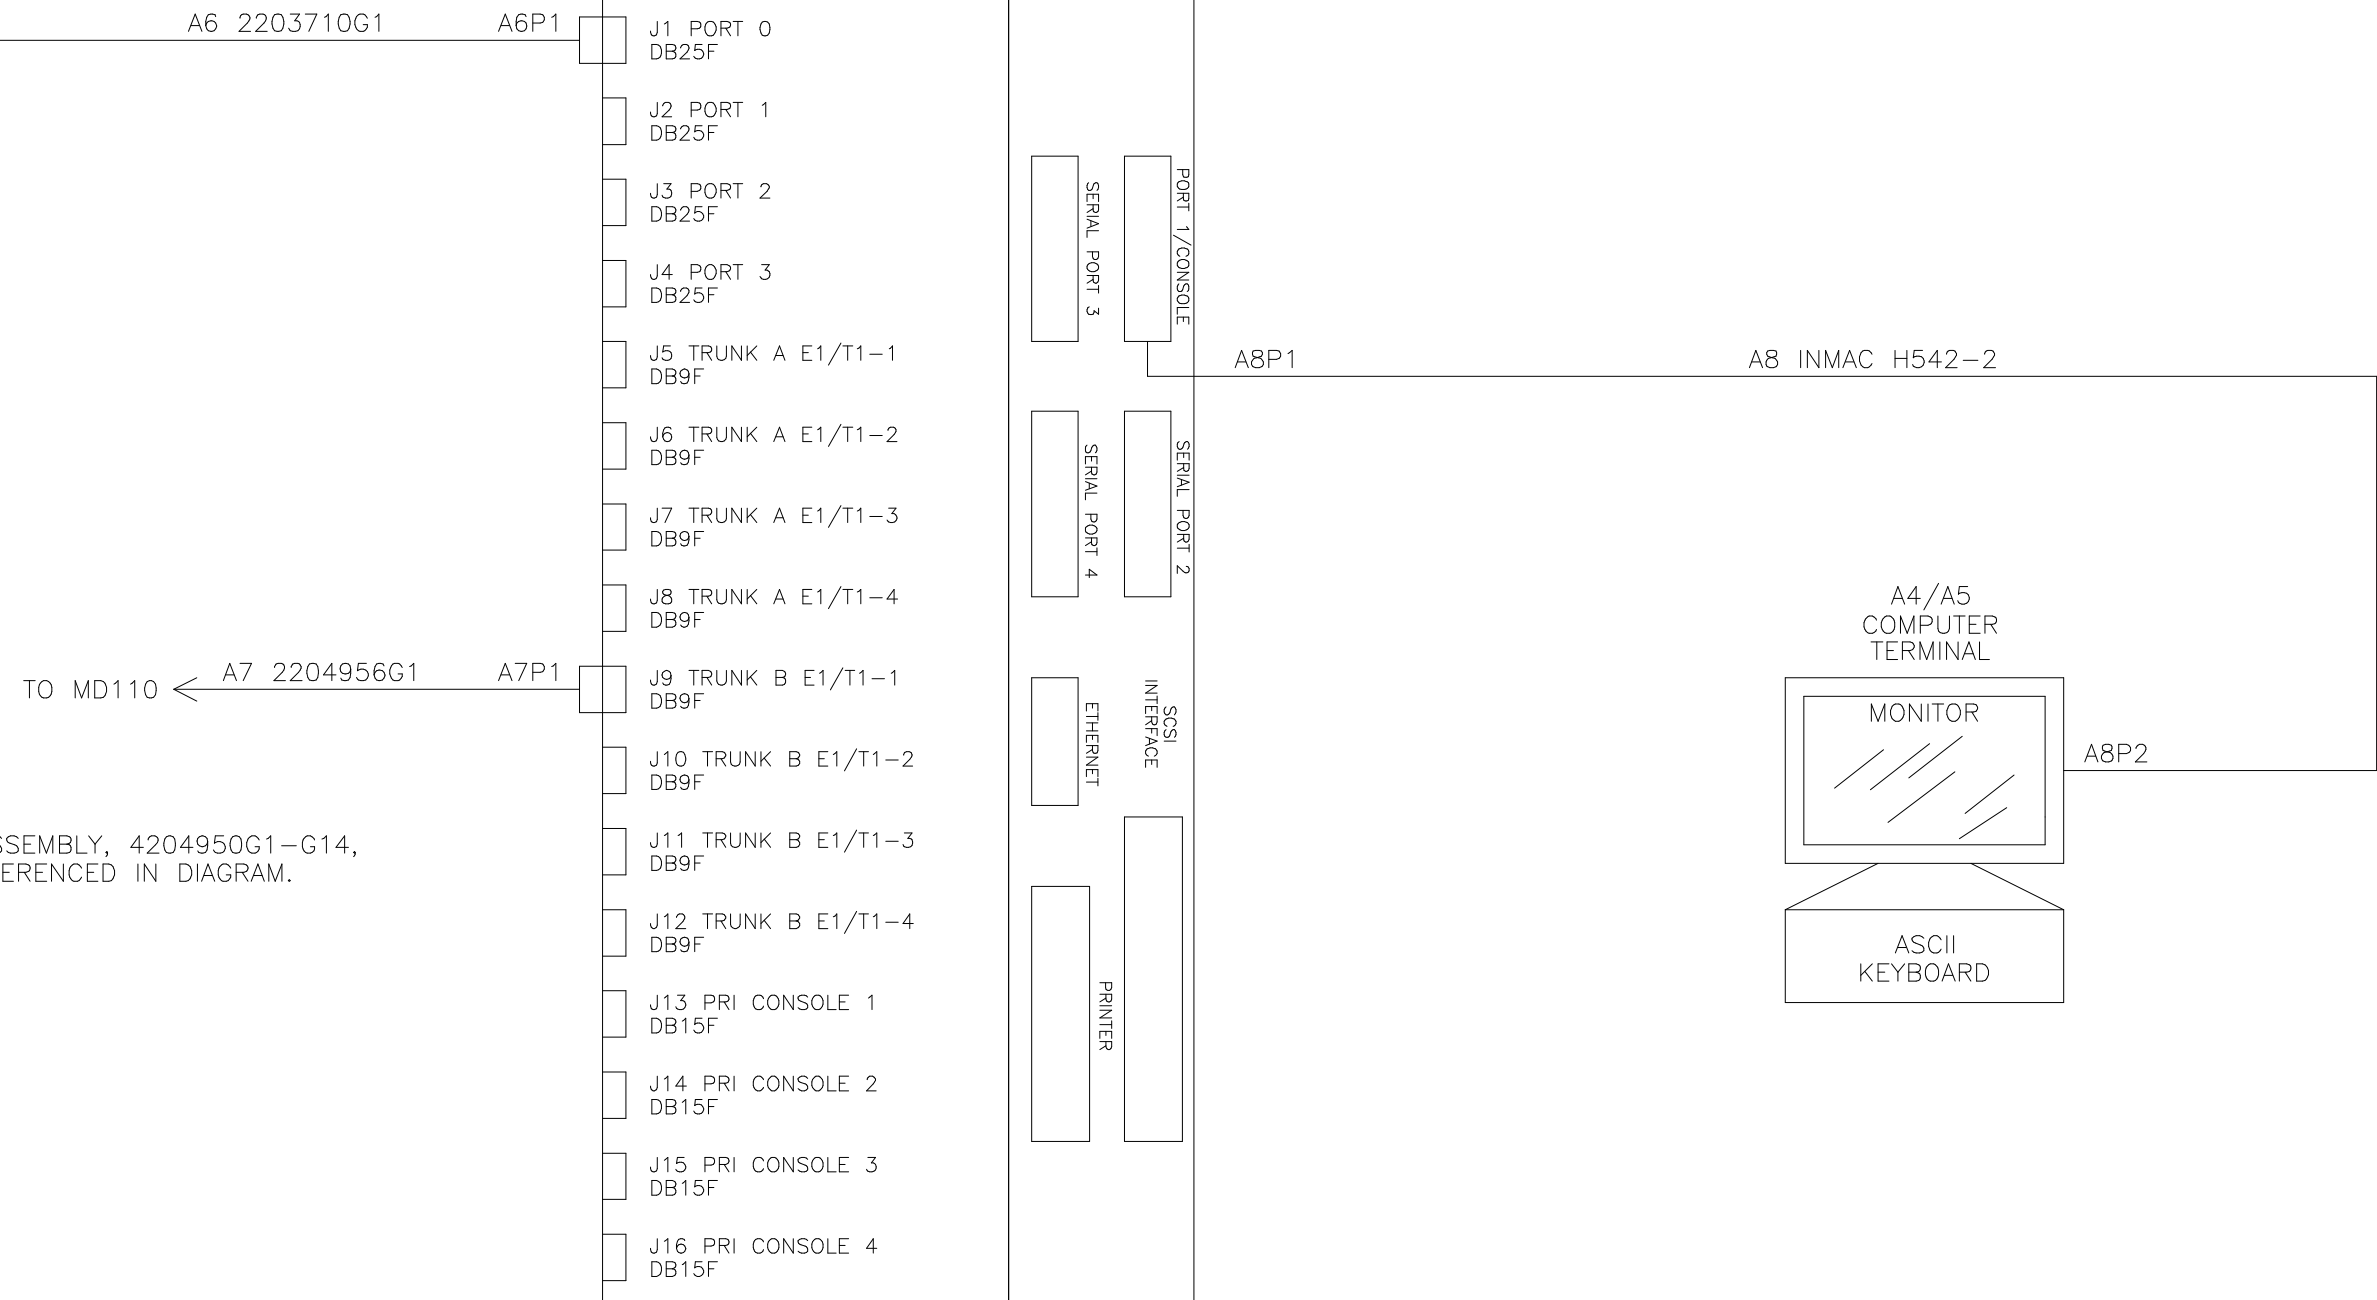 A6 2203710G1
A6P1
J1 PORT 0
DB25F
J2 PORT 1
DB25F
J3 PORT 2
DB25F
J4 PORT 3
DB25F
J5 TRUNK A E1/T1-1
DB9F
J6 TRUNK A E1/T1-2
DB9F
J7 TRUNK A E1/T1-3
DB9F
J8 TRUNK A E1/T1-4
DB9F
TO MD110
A7 2204956G1
A7P1
J9 TRUNK B E1/T1-1
DB9F
J10 TRUNK B E1/T1-2
DB9F
J11 TRUNK B E1/T1-3
DB9F
J12 TRUNK B E1/T1-4
DB9F
J13 PRI CONSOLE 1
DB15F
J14 PRI CONSOLE 2
DB15F
J15 PRI CONSOLE 3
DB15F
J16 PRI CONSOLE 4
DB15F
SSEMBLY, 4204950G1-G14,
ERENCED IN DIAGRAM.
SERIAL PORT 3
PORT 1/CONSOLE
SERIAL PORT 4
SERIAL PORT 2
ETHERNET
SCSI
INTERFACE
PRINTER
A8P1
A8 INMAC H542-2
A4/A5
COMPUTER
TERMINAL
MONITOR
A8P2
ASCII
KEYBOARD